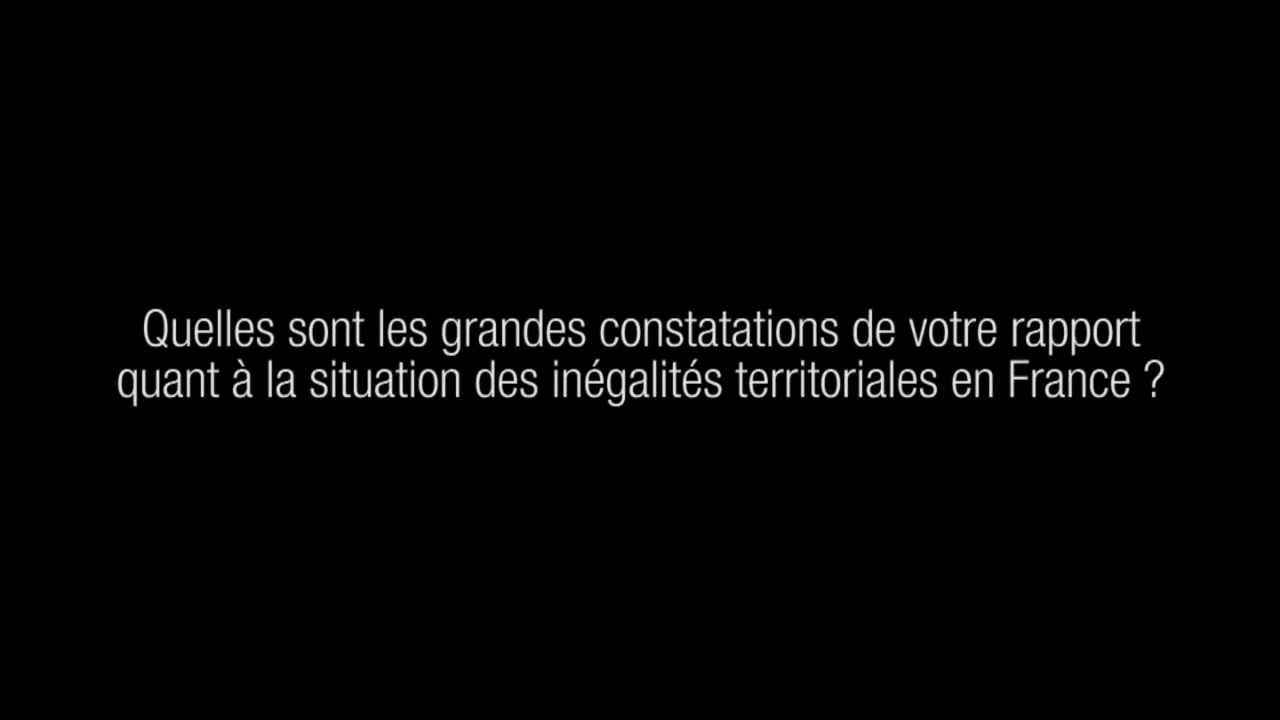 Quelles sont les grandes constatations de votre rapport
quant à la situation des inégalités territoriales en France ?